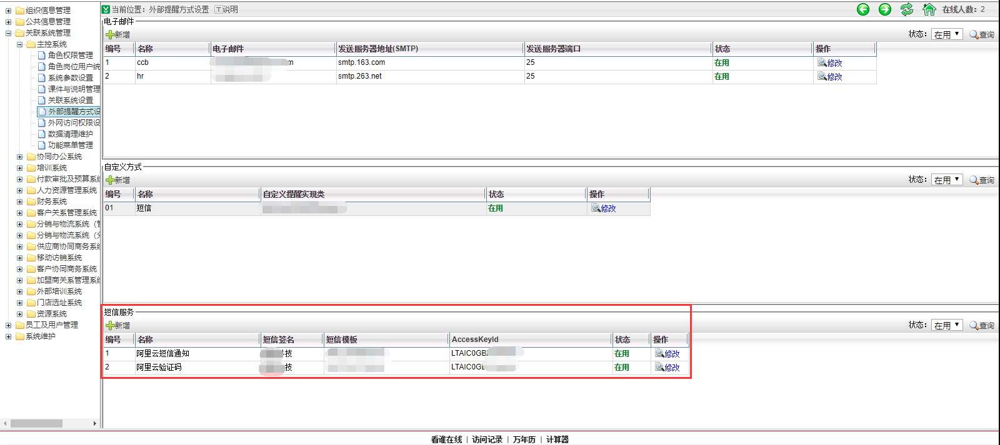 组织信息管理
公共信息管理
关联系统管理
主控系统
角色权限管理
角色岗位用户统
系统参数设置
课件与说明管理
关联系统设置
外部提醒方式设
外网访问权限设
数据清理维护
功能菜单管理
协同办公系统
培训系统
付款审批及预算系统
人力资源管理系统
财务系统
客户关系管理系统
分销与物流系统（管
分销与物流系统（分
供应商协同商务系统
移动访销系统
客户协同商务系统
加盟商关系管理系统
外部培训系统
门店选址系统
资源系统
员工及用户管理
系统维护
当前位置：外部提醒方式设置 T说明
在线人数：2
电子邮件
新增 状态： 在用 查询
编号 名称 电子邮件 发送服务器地址(SMTP) 发送服务器端口 状态 操作
1 ccb m smtp.163.com 25 在用 修改
2 hr smtp.263.net 25 在用 修改
自定义方式
新增 状态： 在用 查询
编号 名称 自定义提醒实现类 状态 操作
01 短信 在用 修改
短信服务
新增 状态： 在用 查询
编号 名称 短信签名 短信模板 AccessKeyId 状态 操作
1 阿里云短信通知 技 LTAIC0GB 在用 修改
2 阿里云验证码 技 LTAIC0GB 在用 修改
看谁在线 | 访问记录 | 万年历 | 计算器